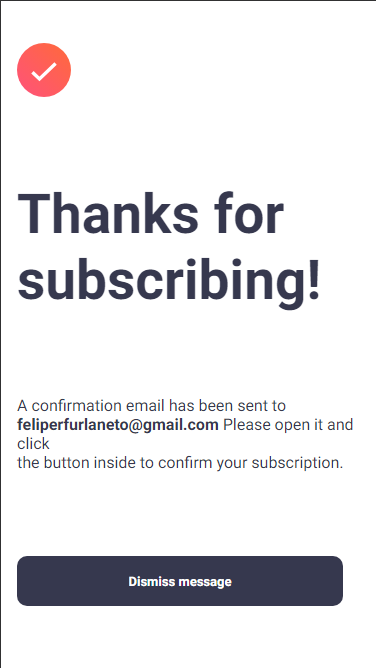 Thanks for
subscribing!
A confirmation email has been sent to
feliperfurlaneto@gmail.com Please open it and
click
the button inside to confirm your subscription.
Dismiss message